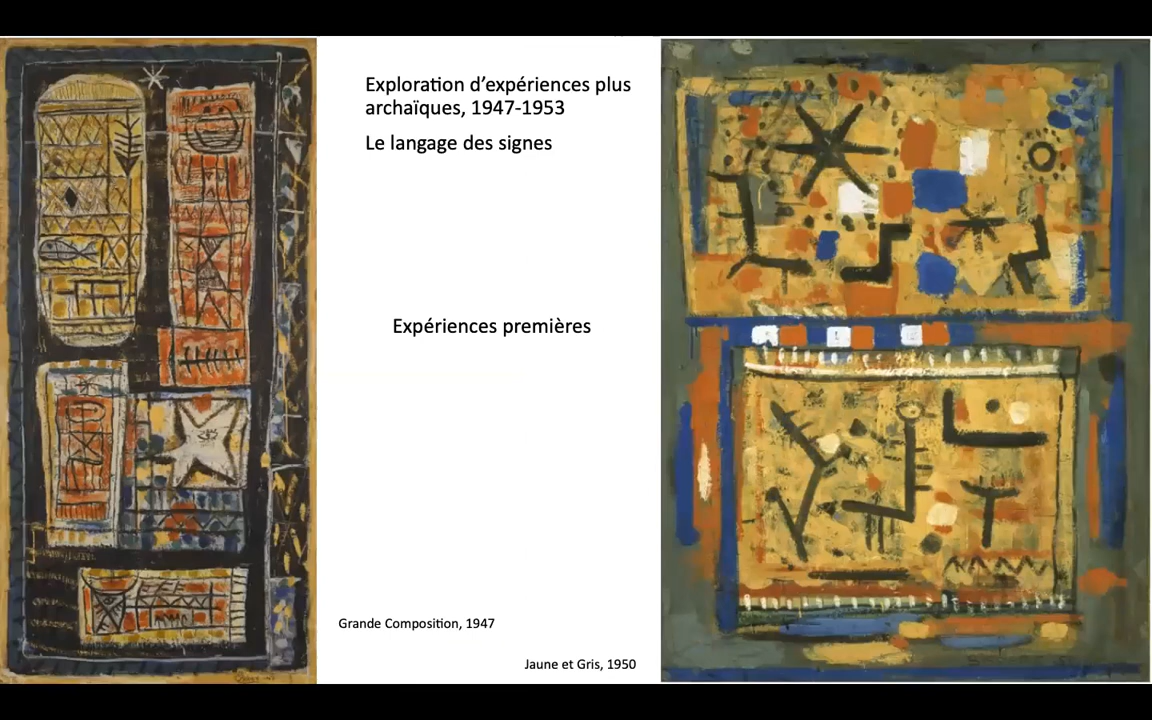 Exploration d’expériences plus
archaïques, 1947-1953
Le langage des signes
Expériences premières
Grande Composition, 1947
Jaune et Gris, 1950